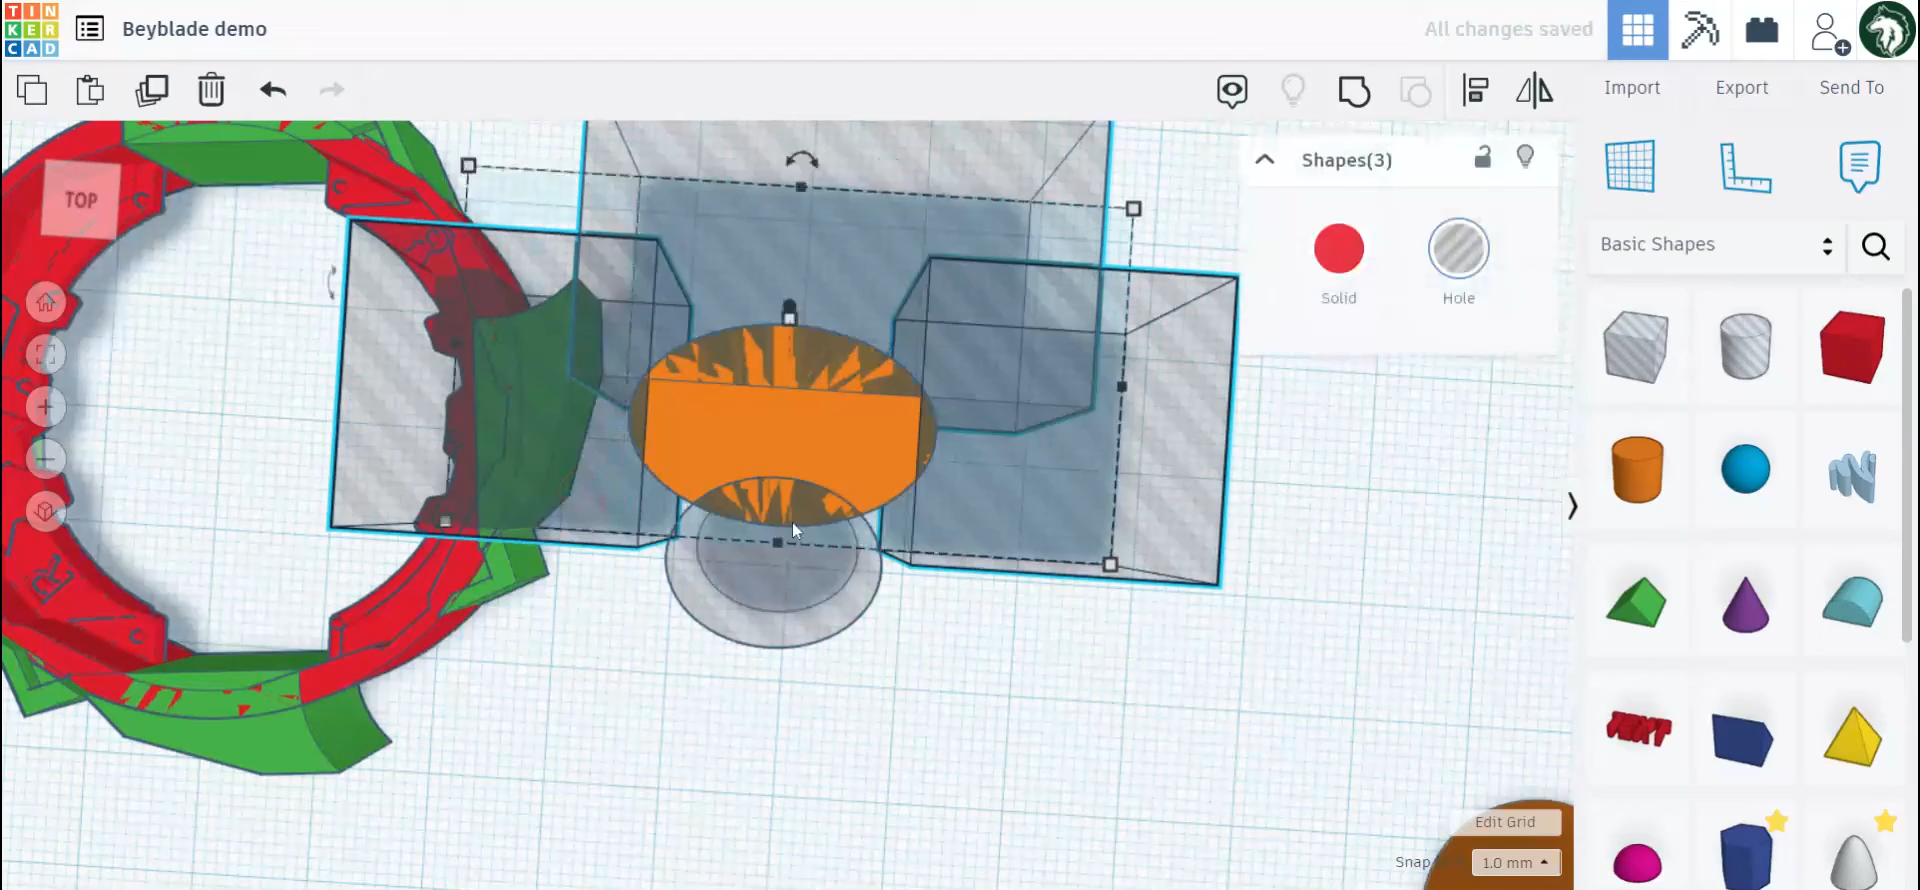 TIN
KER
CAD
Beyblade demo
All changes saved
Import
Export
Send To
TOP
Shapes(3)
Solid
Hole
Basic Shapes
TEXT
Edit Grid
Snap
1.0 mm